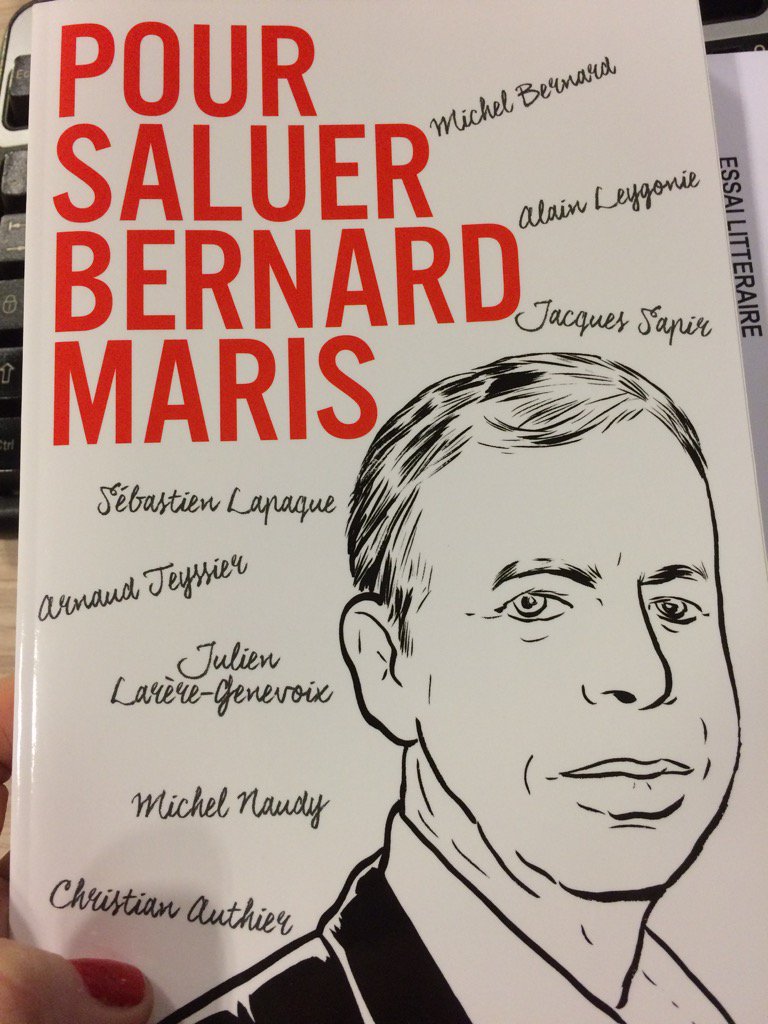 POUR
SALUER
BERNARD
MARIS
Michel Bernard
Alain Leygonie
Jacques Sapir
Sébastien Lapaque
Arnaud Teyssier
Julien
Larère-Genevoix
Michel Naudy
Christian Authier
ESSAI LITTERAIRE
Ctrl